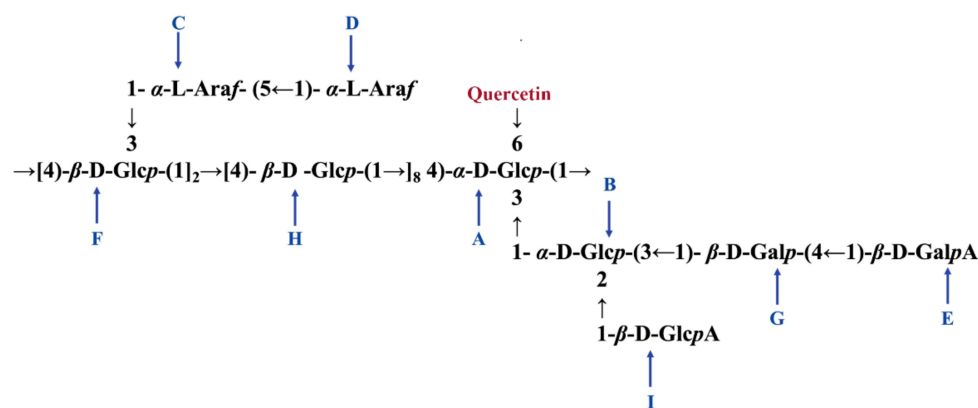 C D
1- α-L-Araf- (5←1)- α-L-Araf Quercetin
↓ ↓
3 6
→[4)-β-D-Glcp-(1]₂→[4)- β-D -Glcp-(1→]₈ 4)-α-D-Glcp-(1→
3 B
F H A ↑
1- α-D-Glcp-(3←1)- β-D-Galp-(4←1)-β-D-GalpA
2
↑ G E
1-β-D-GlcpA
I